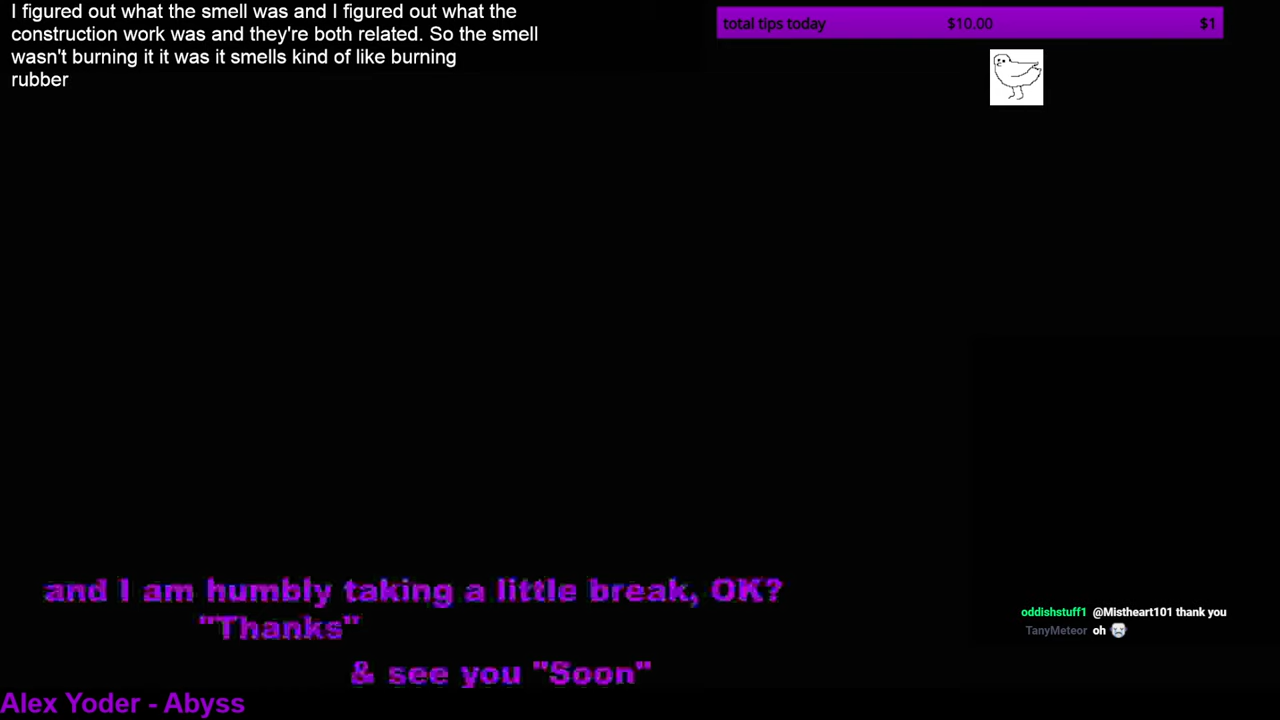 I figured out what the smell was and I figured out what the
construction work was and they're both related. So the smell
wasn't burning it it was it smells kind of like burning
rubber
total tips today $10.00 $1
and I am humbly taking a little break, OK?
"Thanks"
& see you "Soon"
oddishstuff1 @Mistheart101 thank you
TanyMeteor oh
Alex Yoder - Abyss